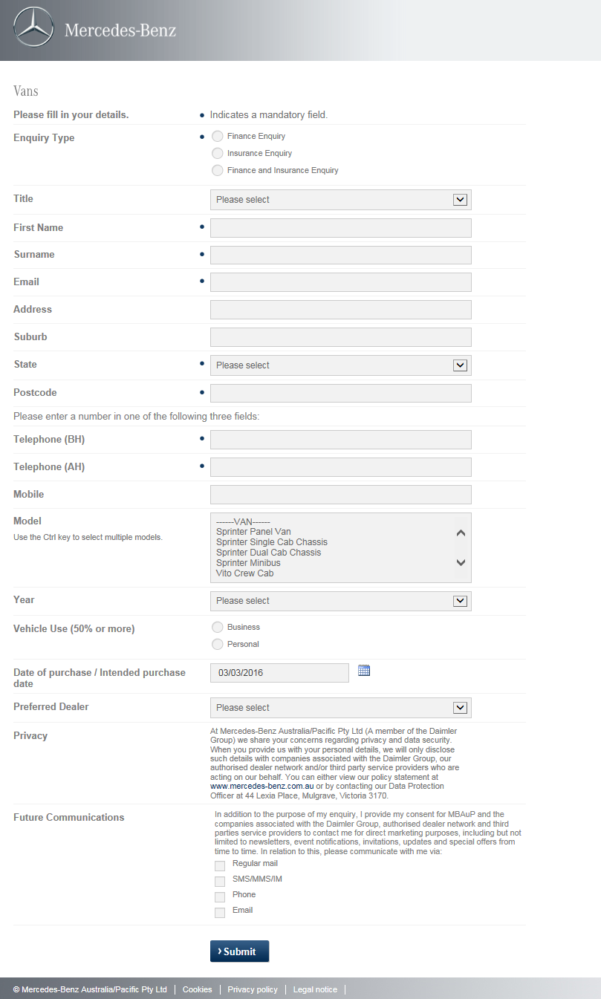 Mercedes-Benz
Vans
Please fill in your details. • Indicates a mandatory field.
Enquiry Type • Finance Enquiry
Insurance Enquiry
Finance and Insurance Enquiry
Title Please select
First Name •
Surname •
Email •
Address
Suburb
State • Please select
Postcode •
Please enter a number in one of the following three fields:
Telephone (BH) •
Telephone (AH) •
Mobile
Model
Use the Ctrl key to select multiple models.
------VAN------
Sprinter Panel Van
Sprinter Single Cab Chassis
Sprinter Dual Cab Chassis
Sprinter Minibus
Vito Crew Cab
Year Please select
Vehicle Use (50% or more) Business
Personal
Date of purchase / Intended purchase
date
03/03/2016
Preferred Dealer Please select
Privacy
At Mercedes-Benz Australia/Pacific Pty Ltd (A member of the Daimler
Group) we share your concerns regarding privacy and data security.
When you provide us with your personal details, we will only disclose
such details with companies associated with the Daimler Group, our
authorised dealer network and/or third party service providers who are
acting on our behalf. You can either view our policy statement at
www.mercedes-benz.com.au or by contacting our Data Protection
Officer at 44 Lexia Place, Mulgrave, Victoria 3170.
Future Communications
In addition to the purpose of my enquiry, I provide my consent for MBAuP and the
companies associated with the Daimler Group, authorised dealer network and third
parties service providers to contact me for direct marketing purposes, including but not
limited to newsletters, event notifications, invitations, updates and special offers from
time to time. In relation to this, please communicate with me via:
Regular mail
SMS/MMS/IM
Phone
Email
› Submit
© Mercedes-Benz Australia/Pacific Pty Ltd | Cookies | Privacy policy | Legal notice |